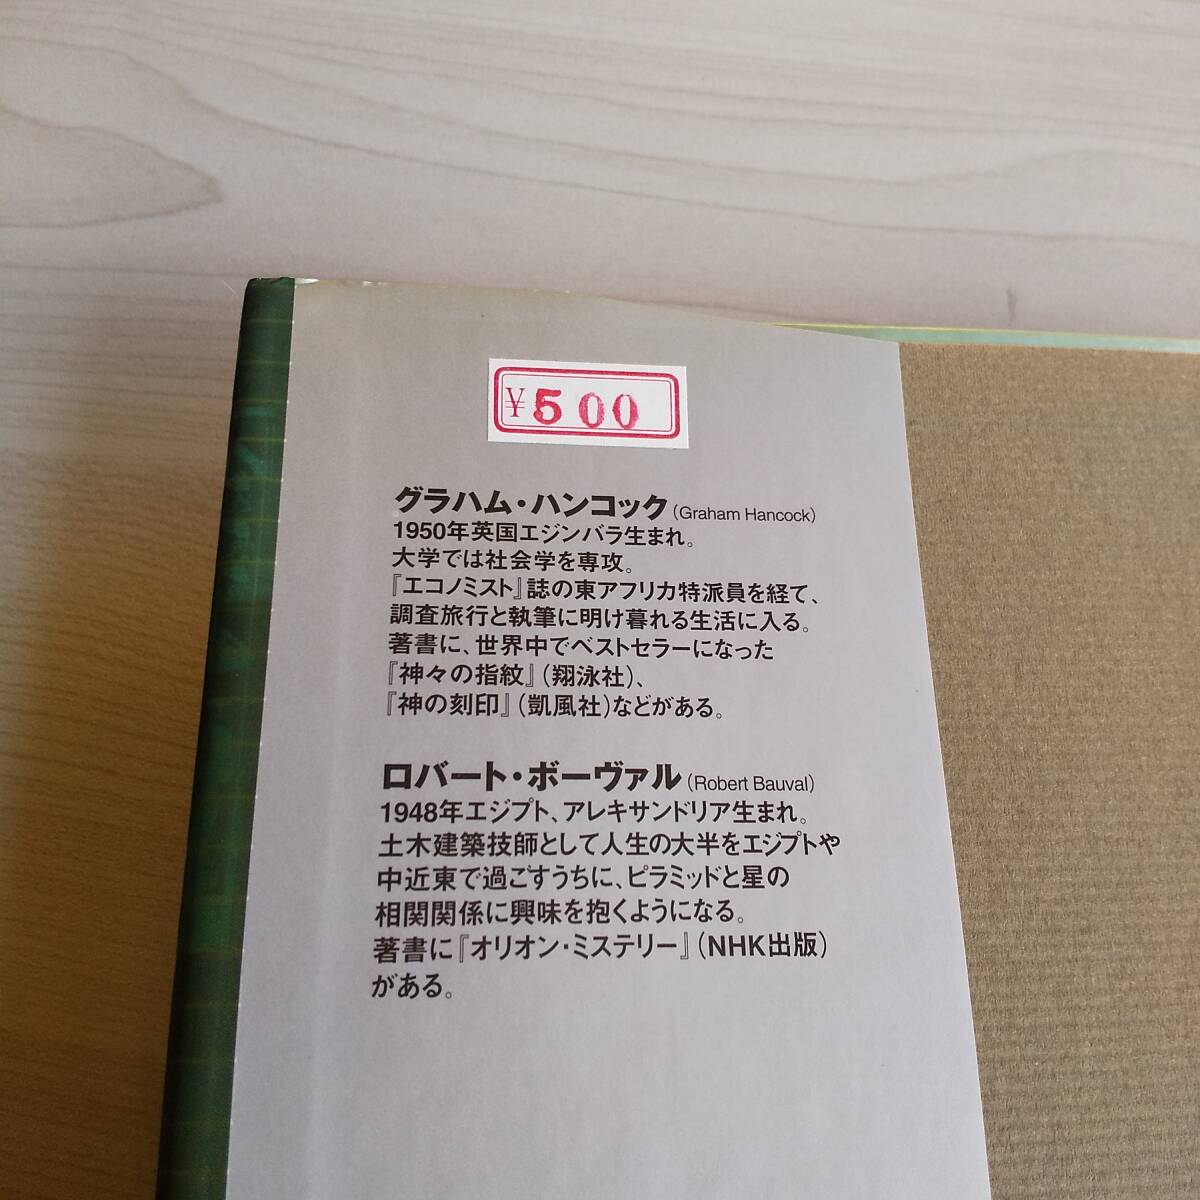 ¥500
グラハム・ハンコック(Graham Hancock)
1950年英国エジンバラ生まれ。
大学では社会学を専攻。
『エコノミスト』誌の東アフリカ特派員を経て、
調査旅行と執筆に明け暮れる生活に入る。
著書に、世界中でベストセラーになった
『神々の指紋』(翔泳社)、
『神の刻印』(凱風社)などがある。
ロバート・ボーヴァル(Robert Bauval)
1948年エジプト、アレキサンドリア生まれ。
土木建築技師として人生の大半をエジプトや
中近東で過ごすうちに、ピラミッドと星の
相関関係に興味を抱くようになる。
著書に『オリオン・ミステリー』(NHK出版)
がある。